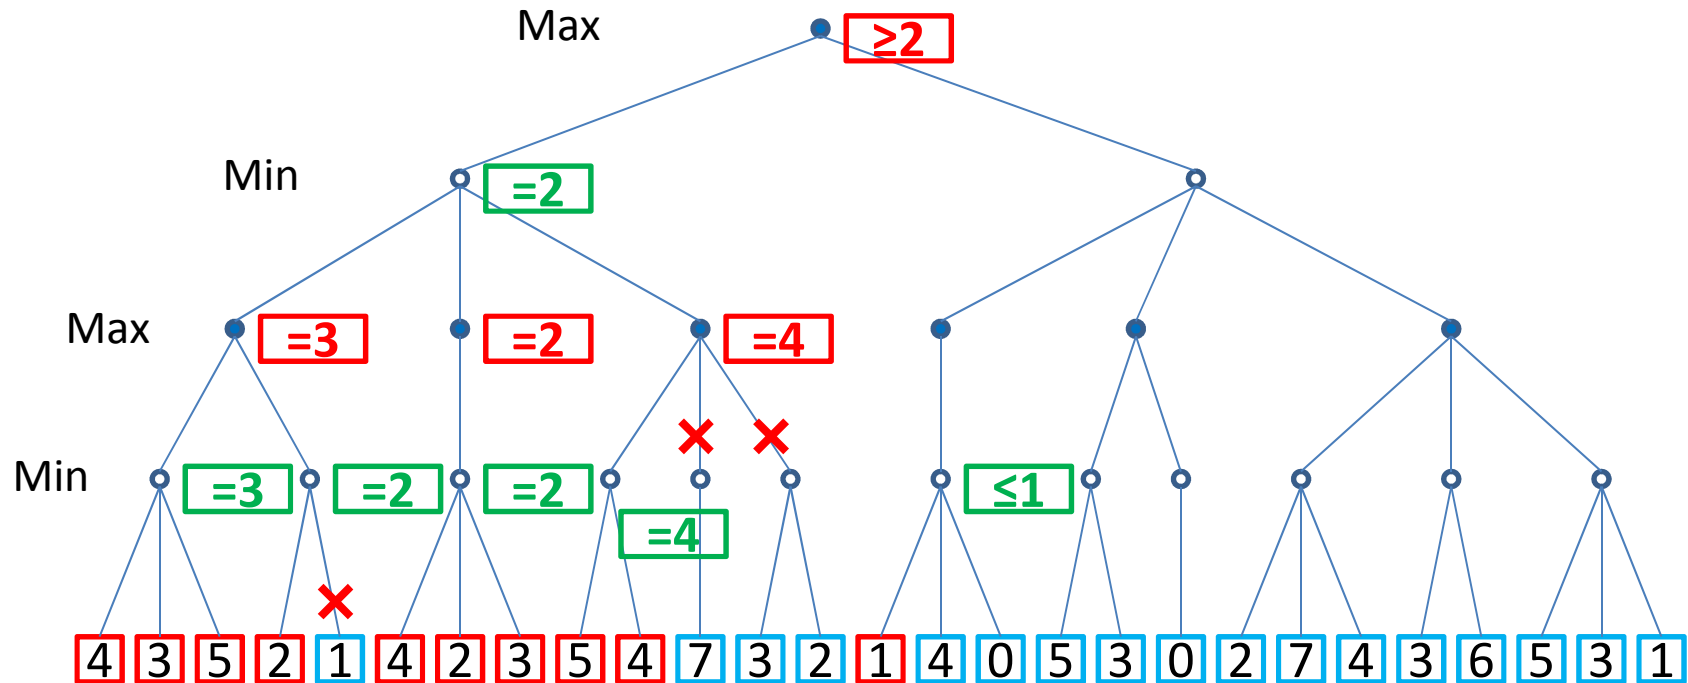 Max ≥2
Min =2
Max =3 =2 =4
Min =3 =2 =2 ≤1
=4
4 3 5 2 1 4 2 3 5 4 7 3 2 1 4 0 5 3 0 2 7 4 3 6 5 3 1